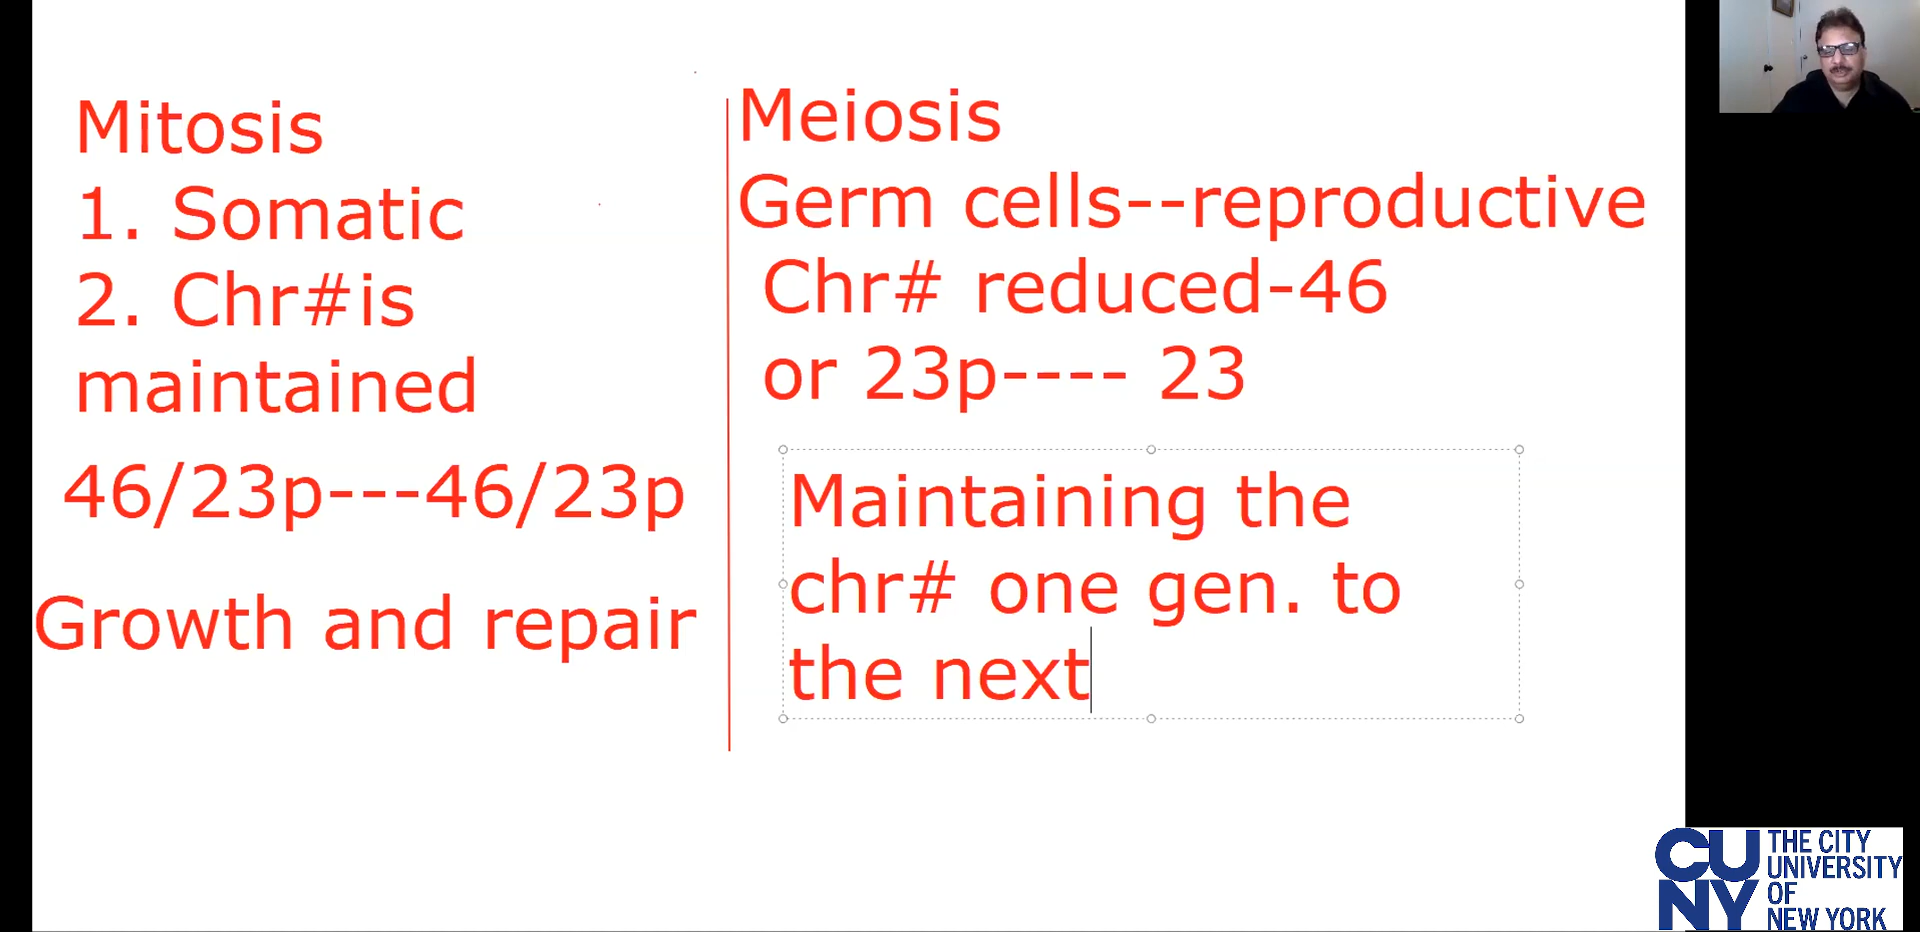 Mitosis
1. Somatic
2. Chr#is
maintained
46/23p---46/23p
Growth and repair
Meiosis
Germ cells--reproductive
Chr# reduced-46
or 23p---- 23
Maintaining the
chr# one gen. to
the next
CU
NY
THE CITY
UNIVERSITY
OF
NEW YORK